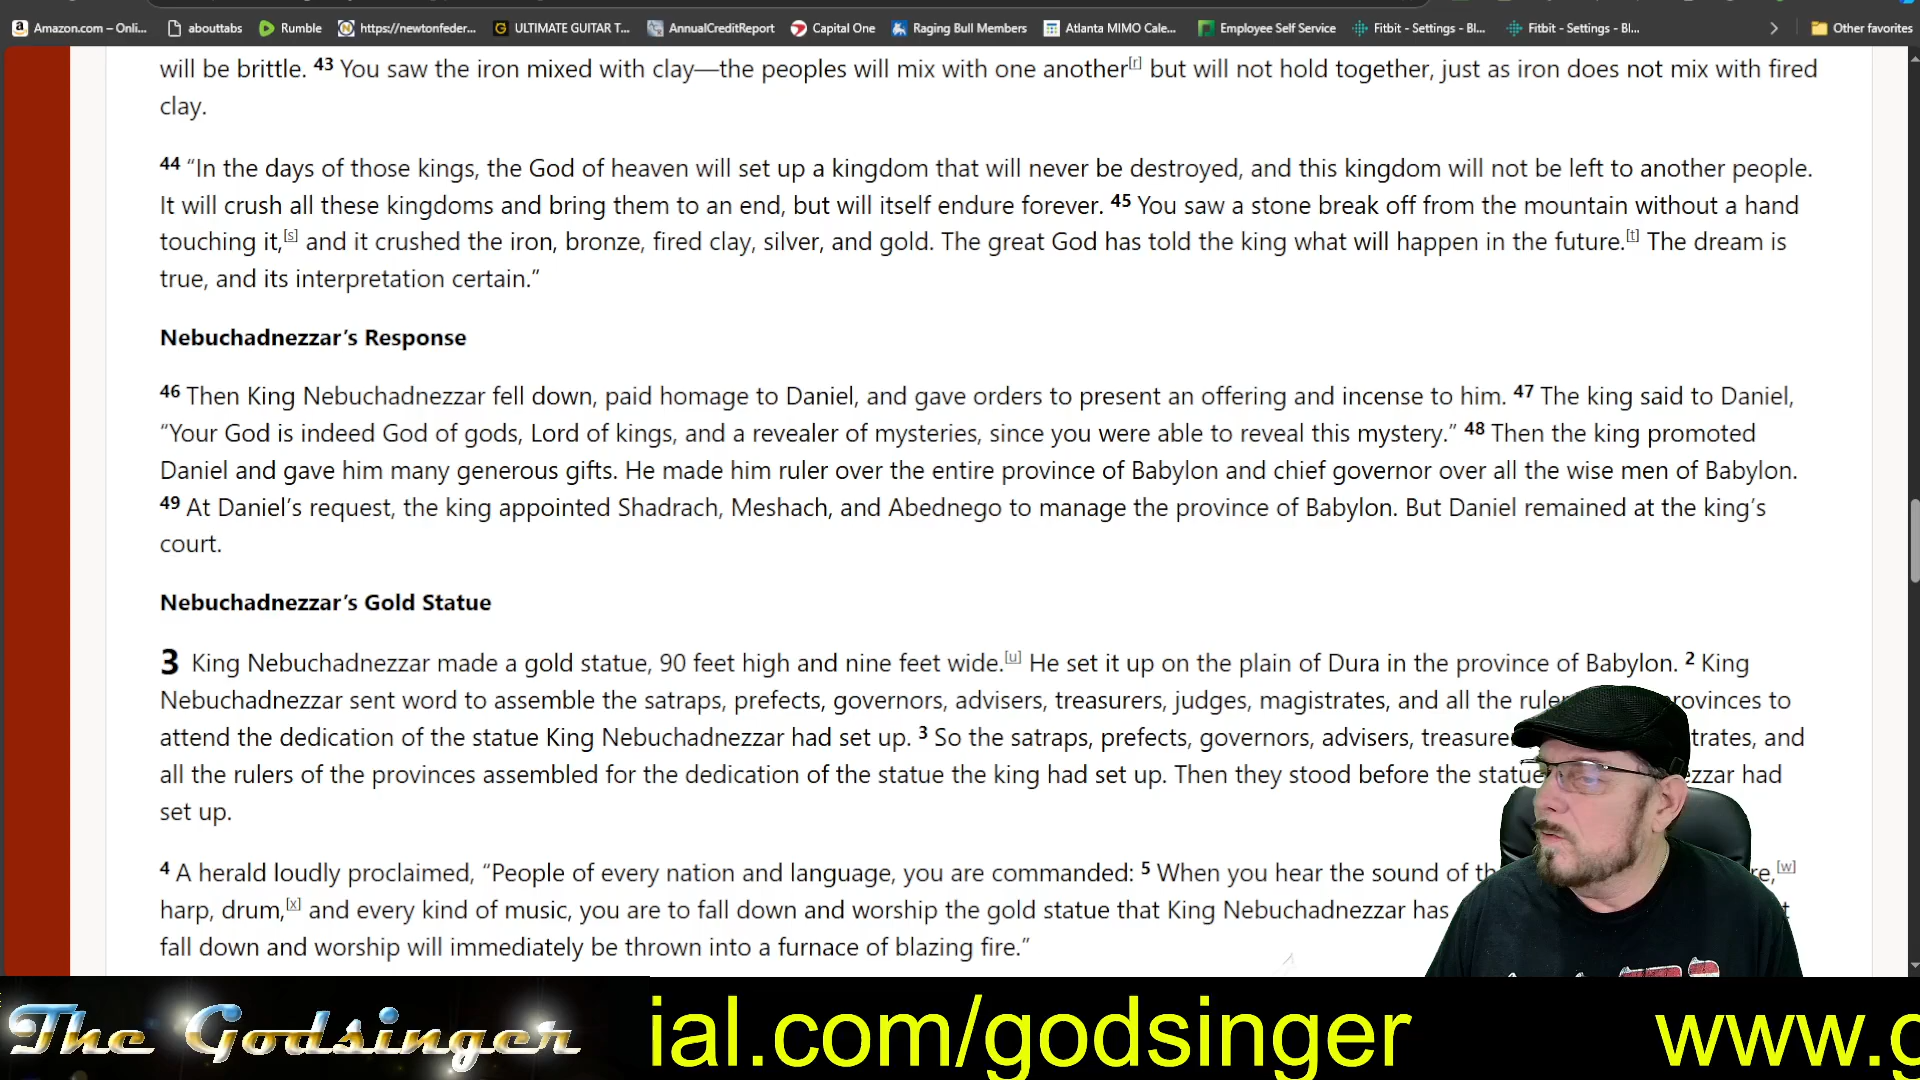 Amazon.com – Onli...
abouttabs
Rumble
https://newtonfeder...
ULTIMATE GUITAR T...
AnnualCreditReport
Capital One
Raging Bull Members
Atlanta MIMO Cale...
Employee Self Service
Fitbit - Settings - Bl...
Fitbit - Settings - Bl...
Other favorites
will be brittle. 43 You saw the iron mixed with clay—the peoples will mix with one another[r] but will not hold together, just as iron does not mix with fired
clay.
44 “In the days of those kings, the God of heaven will set up a kingdom that will never be destroyed, and this kingdom will not be left to another people.
It will crush all these kingdoms and bring them to an end, but will itself endure forever. 45 You saw a stone break off from the mountain without a hand
touching it,[s] and it crushed the iron, bronze, fired clay, silver, and gold. The great God has told the king what will happen in the future.[t] The dream is
true, and its interpretation certain.”
Nebuchadnezzar’s Response
46 Then King Nebuchadnezzar fell down, paid homage to Daniel, and gave orders to present an offering and incense to him. 47 The king said to Daniel,
“Your God is indeed God of gods, Lord of kings, and a revealer of mysteries, since you were able to reveal this mystery.” 48 Then the king promoted
Daniel and gave him many generous gifts. He made him ruler over the entire province of Babylon and chief governor over all the wise men of Babylon.
49 At Daniel’s request, the king appointed Shadrach, Meshach, and Abednego to manage the province of Babylon. But Daniel remained at the king’s
court.
Nebuchadnezzar’s Gold Statue
3 King Nebuchadnezzar made a gold statue, 90 feet high and nine feet wide.[u] He set it up on the plain of Dura in the province of Babylon. 2 King
Nebuchadnezzar sent word to assemble the satraps, prefects, governors, advisers, treasurers, judges, magistrates, and all the rule rovinces to
attend the dedication of the statue King Nebuchadnezzar had set up. 3 So the satraps, prefects, governors, advisers, treasure trates, and
all the rulers of the provinces assembled for the dedication of the statue the king had set up. Then they stood before the statue ezzar had
set up.
4 A herald loudly proclaimed, “People of every nation and language, you are commanded: 5 When you hear the sound of th re,[w]
harp, drum,[x] and every kind of music, you are to fall down and worship the gold statue that King Nebuchadnezzar has
fall down and worship will immediately be thrown into a furnace of blazing fire.”
The Godsinger
ial.com/godsinger
www.g